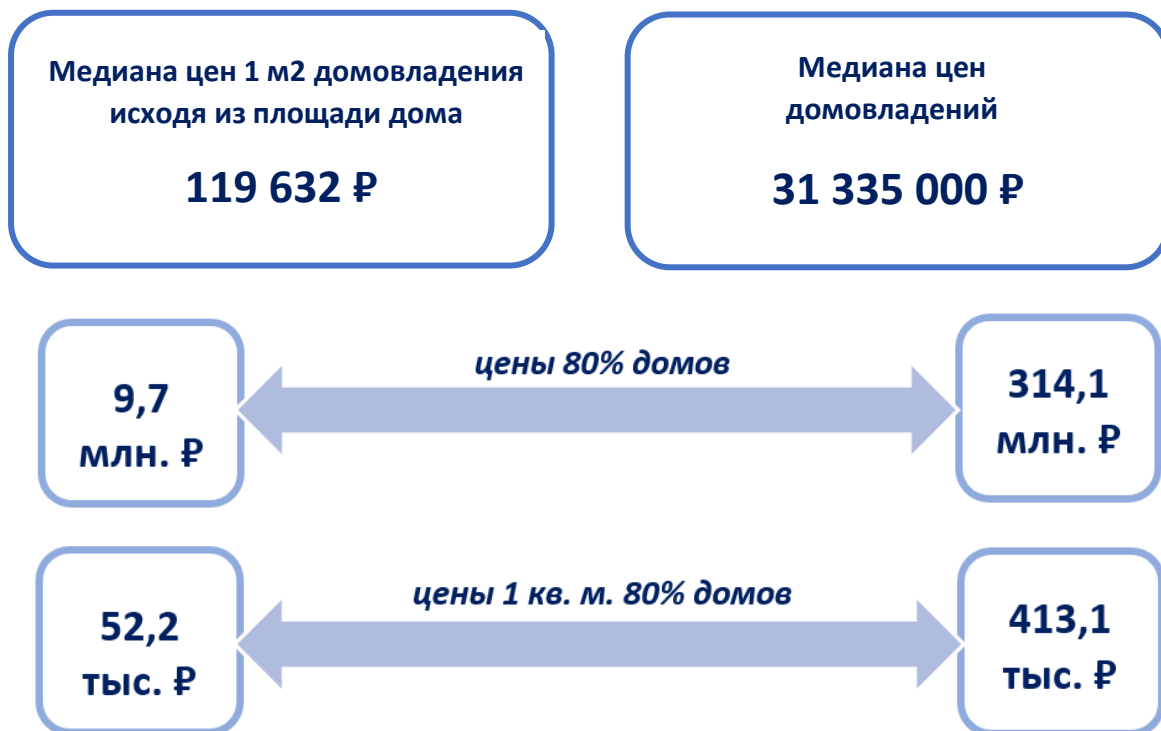 Медиана цен 1 м2 домовладения
исходя из площади дома
119 632 ₽
Медиана цен
домовладений
31 335 000 ₽
9,7
млн. ₽
цены 80% домов
314,1
млн. ₽
52,2
тыс. ₽
цены 1 кв. м. 80% домов
413,1
тыс. ₽